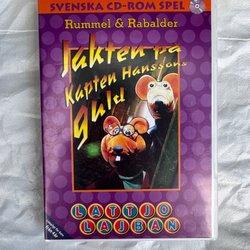 SVENSKA CD-ROM SPEL
Rummel & Rabalder
Jakten på
Kapten Hanssons
guld
LATTJO
LAJBAN